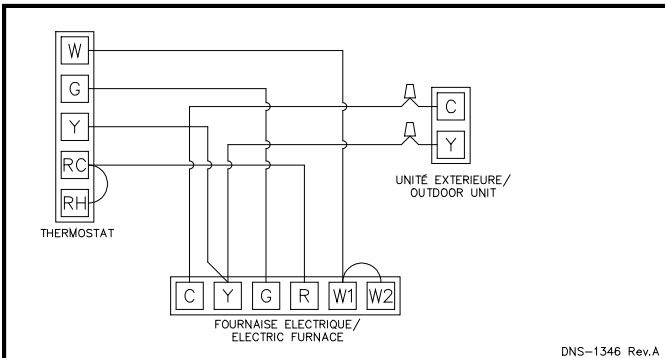 W
G
Y
RC
RH
THERMOSTAT
C
Y
UNITÉ EXTERIEURE/
OUTDOOR UNIT
C Y G R W1 W2
FOURNAISE ELECTRIQUE/
ELECTRIC FURNACE
DNS-1346 Rev.A